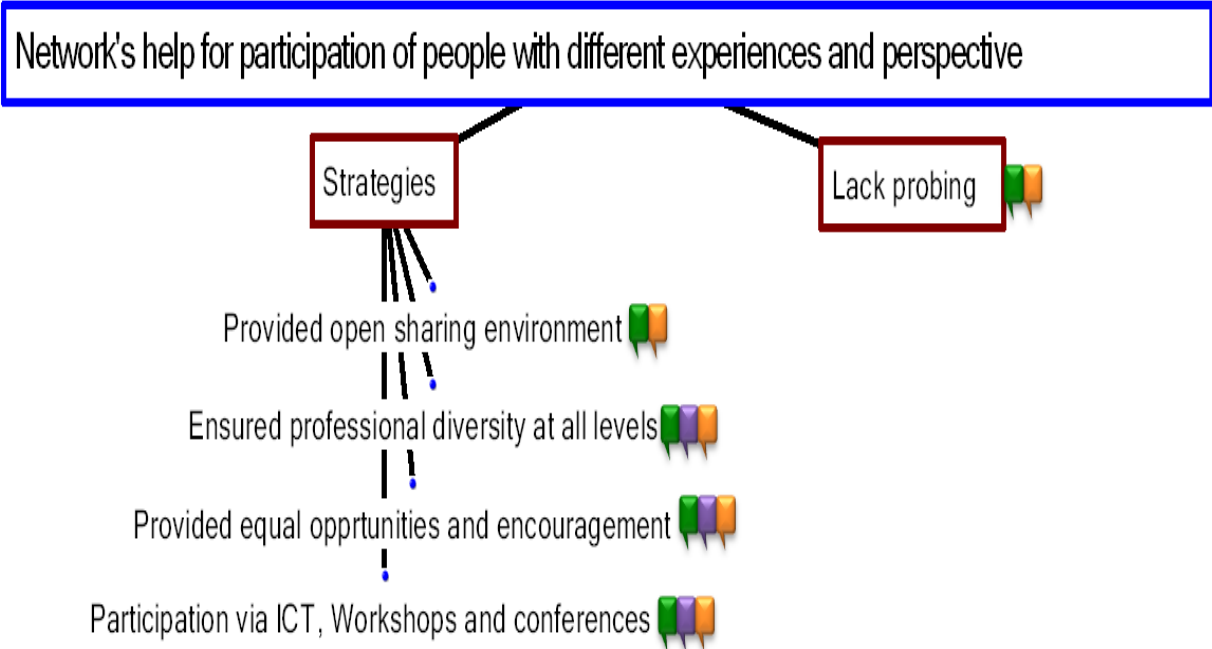 Network's help for participation of people with different experiences and perspective
Strategies
Lack probing
Provided open sharing environment
Ensured professional diversity at all levels
Provided equal opprtunities and encouragement
Participation via ICT, Workshops and conferences